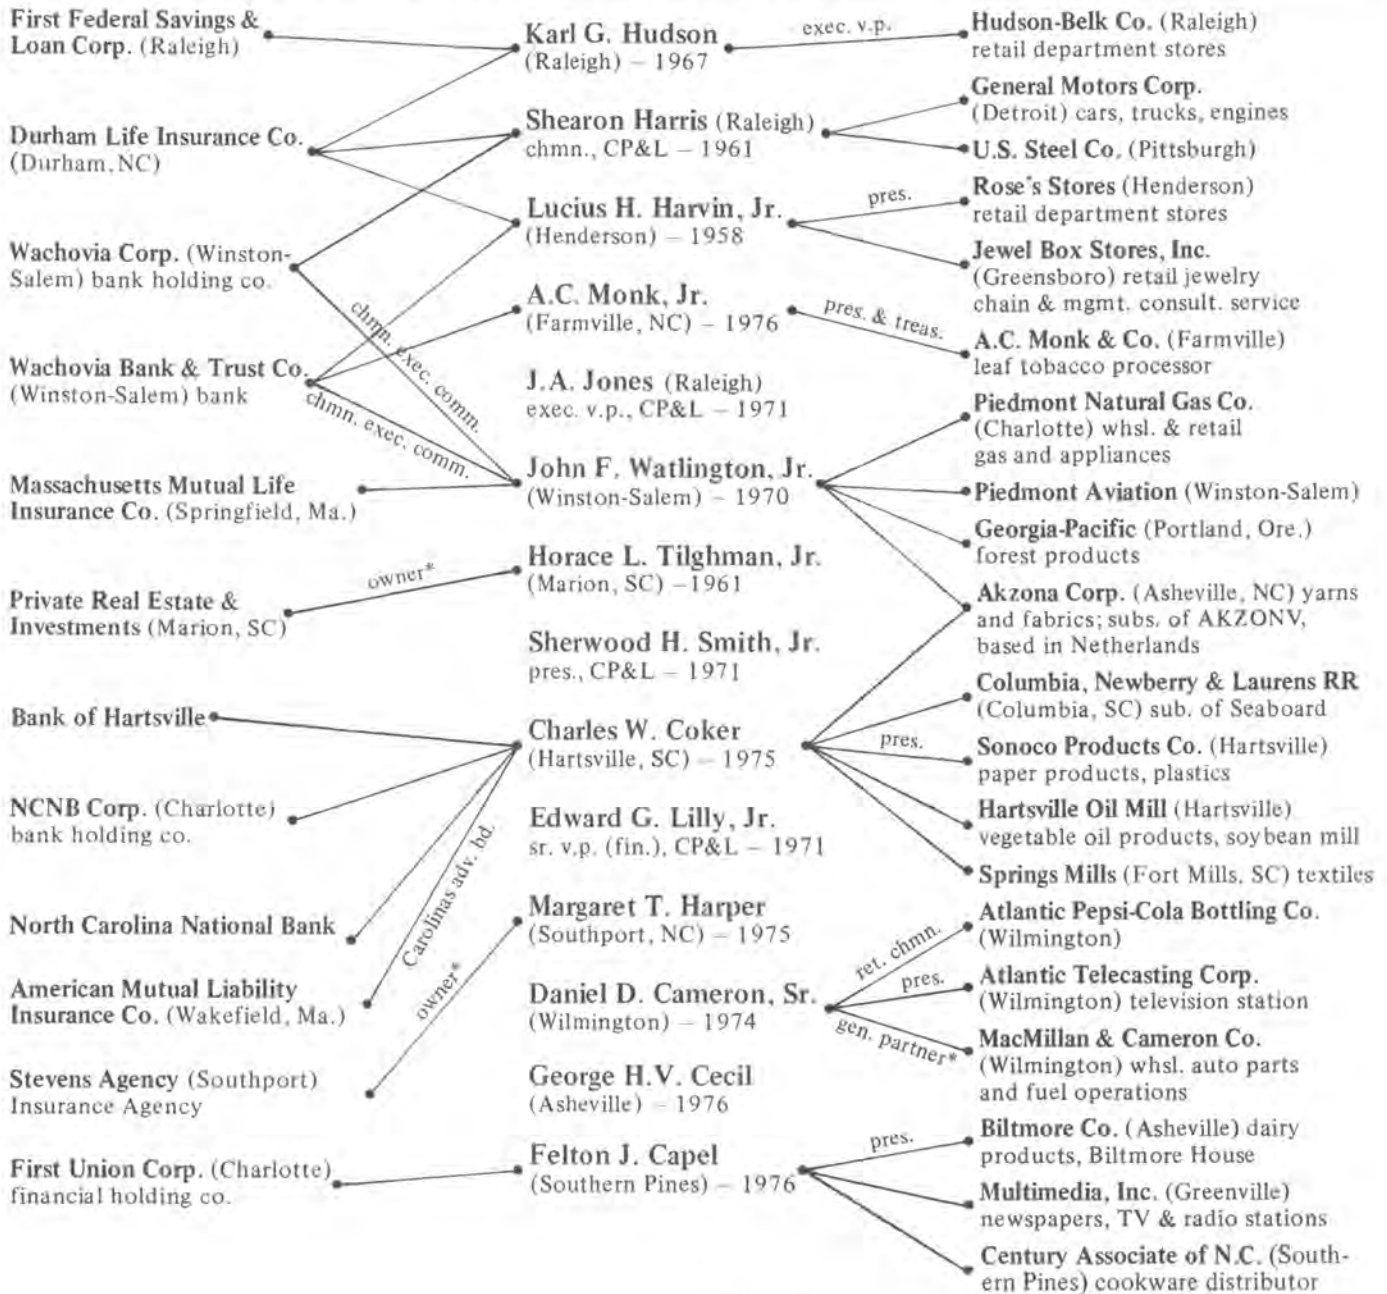 First Federal Savings &
Loan Corp. (Raleigh)
Durham Life Insurance Co.
(Durham, NC)
Wachovia Corp. (Winston-
Salem) bank holding co.
Wachovia Bank & Trust Co.
(Winston-Salem) bank
Massachusetts Mutual Life
Insurance Co. (Springfield, Ma.)
Private Real Estate &
Investments (Marion, SC)
Bank of Hartsville
NCNB Corp. (Charlotte)
bank holding co.
North Carolina National Bank
American Mutual Liability
Insurance Co. (Wakefield, Ma.)
Stevens Agency (Southport)
Insurance Agency
First Union Corp. (Charlotte)
financial holding co.
chmn. exec. comm.
chmn. exec. comm.
owner*
Carolinas adv. bd.
owner*
Karl G. Hudson
(Raleigh) – 1967
Shearon Harris (Raleigh)
chmn., CP&L – 1961
Lucius H. Harvin, Jr.
(Henderson) – 1958
A.C. Monk, Jr.
(Farmville, NC) – 1976
J.A. Jones (Raleigh)
exec. v.p., CP&L – 1971
John F. Watlington, Jr.
(Winston-Salem) – 1970
Horace L. Tilghman, Jr.
(Marion, SC) –1961
Sherwood H. Smith, Jr.
pres., CP&L – 1971
Charles W. Coker
(Hartsville, SC) – 1975
Edward G. Lilly, Jr.
sr. v.p. (fin.), CP&L – 1971
Margaret T. Harper
(Southport, NC) – 1975
Daniel D. Cameron, Sr.
(Wilmington) – 1974
George H.V. Cecil
(Asheville) – 1976
Felton J. Capel
(Southern Pines) – 1976
exec. v.p.
pres.
pres. & treas.
pres.
ret. chmn.
pres.
gen. partner*
pres.
Hudson-Belk Co. (Raleigh)
retail department stores
General Motors Corp.
(Detroit) cars, trucks, engines
U.S. Steel Co. (Pittsburgh)
Rose's Stores (Henderson)
retail department stores
Jewel Box Stores, Inc.
(Greensboro) retail jewelry
chain & mgmt. consult. service
A.C. Monk & Co. (Farmville)
leaf tobacco processor
Piedmont Natural Gas Co.
(Charlotte) whsl. & retail
gas and appliances
Piedmont Aviation (Winston-Salem)
Georgia-Pacific (Portland, Ore.)
forest products
Akzona Corp. (Asheville, NC) yarns
and fabrics; subs. of AKZONV,
based in Netherlands
Columbia, Newberry & Laurens RR
(Columbia, SC) sub. of Seaboard
Sonoco Products Co. (Hartsville)
paper products, plastics
Hartsville Oil Mill (Hartsville)
vegetable oil products, soybean mill
Springs Mills (Fort Mills, SC) textiles
Atlantic Pepsi-Cola Bottling Co.
(Wilmington)
Atlantic Telecasting Corp.
(Wilmington) television station
MacMillan & Cameron Co.
(Wilmington) whsl. auto parts
and fuel operations
Biltmore Co. (Asheville) dairy
products, Biltmore House
Multimedia, Inc. (Greenville)
newspapers, TV & radio stations
Century Associate of N.C. (South-
ern Pines) cookware distributor